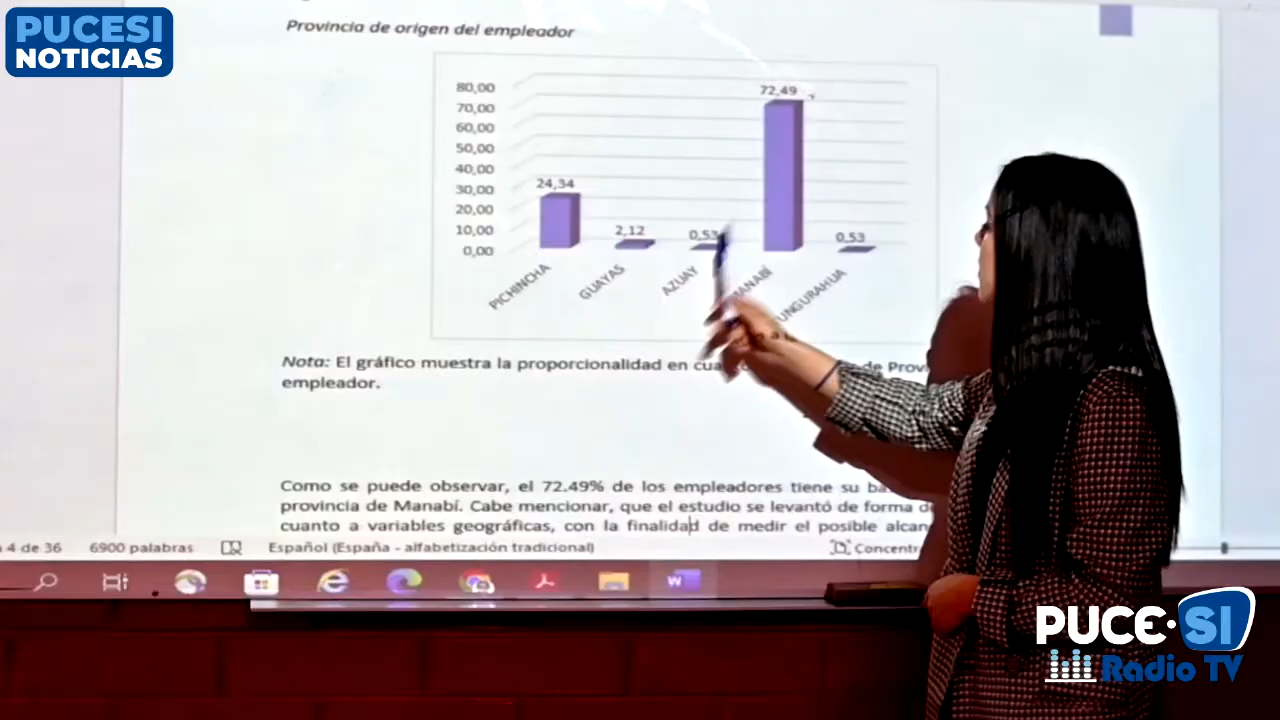 PUCESI
NOTICIAS
Provincia de origen del empleador
80,00
70,00
60,00
50,00
40,00
30,00
20,00
10,00
0,00
24,34
2,12
0,53
72,49
0,53
PICHINCHA
GUAYAS
AZUAY
MANABÍ
UNGURAHUA
Nota: El gráfico muestra la proporcionalidad en de
empleador.
Como se puede observar, el 72.49% de los empleadores tiene su
provincia de Manabí. Cabe mencionar, que el estudio se levantó de forma
cuanto a variables geográficas, con la finalidad de medir el posible
4 de 36 6900 palabras Español (España - alfabetización tradicional)
W
PUCE·SI
Radio TV